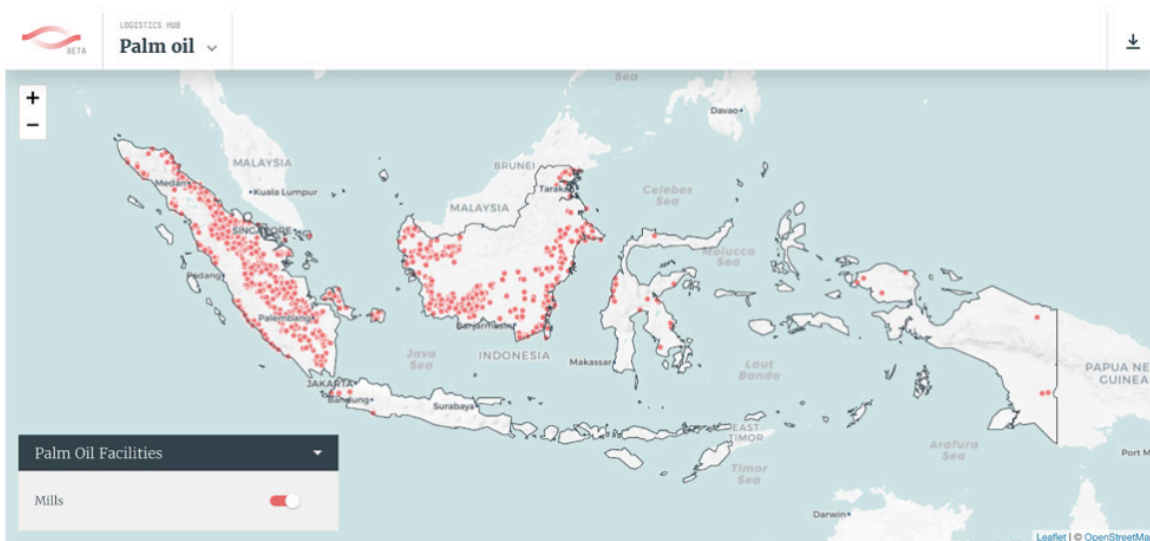 LOGISTICS HUB
Palm oil
BETA
+
−
Sea
Davao
MALAYSIA
BRUNEI
Medan
Kuala Lumpur
Tarakan
Celebes
Sea
MALAYSIA
SINGAPORE
Molucca
Sea
Padang
Palembang
Banjarmasin
Java
Sea
INDONESIA
Makassar
Laut
Banda
PAPUA NE
GUINEA
JAKARTA
Bandung
Surabaya
EAST
TIMOR
Arafura
Sea
Port M
Timor
Sea
Palm Oil Facilities
Mills
Darwin
Leaflet | © OpenStreetMa